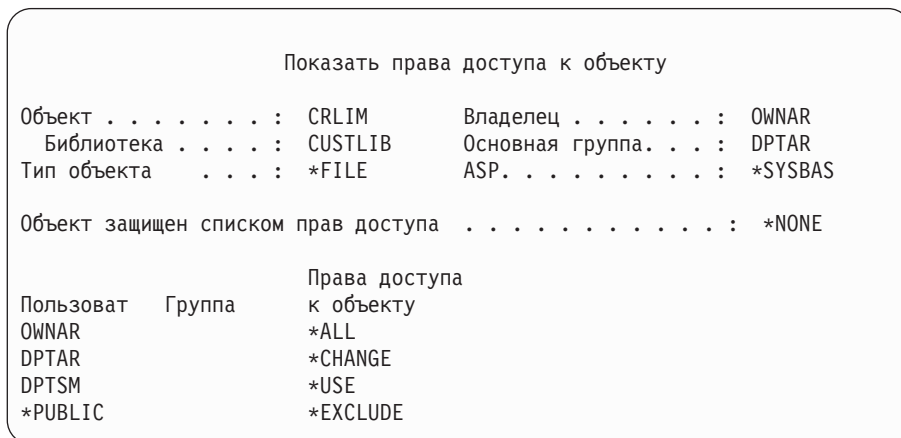 Показать права доступа к объекту
Объект . . . . . . . : CRLIM Владелец . . . . . . : OWNAR
Библиотека . . . . : CUSTLIB Основная группа. . . : DPTAR
Тип объекта . . . : *FILE ASP. . . . . . . . . : *SYSBAS
Объект защищен списком прав доступа . . . . . . . . . . . : *NONE
Права доступа
Пользоват Группа к объекту
OWNAR *ALL
DPTAR *CHANGE
DPTSM *USE
*PUBLIC *EXCLUDE